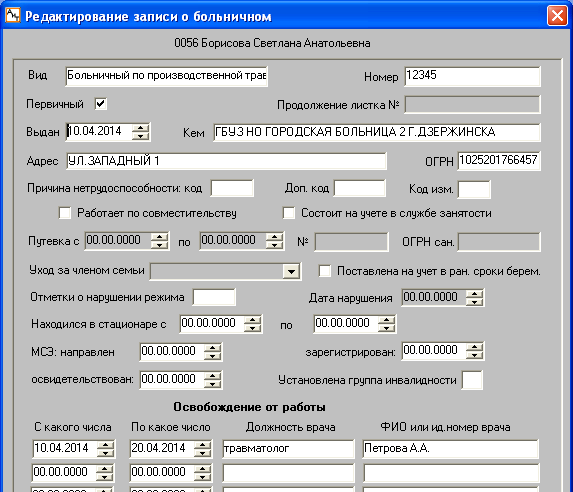 Редактирование записи о больничном
0056 Борисова Светлана Анатольевна
Вид Больничный по производственной трав Номер 12345
Первичный Продолжение листка №
Выдан 10.04.2014 Кем ГБУЗ НО ГОРОДСКАЯ БОЛЬНИЦА 2 Г.ДЗЕРЖИНСКА
Адрес УЛ.ЗАПАДНЫЙ 1 ОГРН 1025201766457
Причина нетрудоспособности: код Доп. код Код изм.
Работает по совместительству Состоит на учете в службе занятости
Путевка с 00.00.0000 по 00.00.0000 № ОГРН сан.
Уход за членом семьи Поставлена на учет в ран. сроки берем.
Отметки о нарушении режима Дата нарушения 00.00.0000
Находился в стационаре с 00.00.0000 по 00.00.0000
МСЭ: направлен 00.00.0000 зарегистрирован: 00.00.0000
освидетельствован: 00.00.0000 Установлена группа инвалидности
Освобождение от работы
С какого числа По какое число Должность врача ФИО или ид.номер врача
10.04.2014 20.04.2014 травматолог Петрова А.А.
00.00.0000 00.00.0000